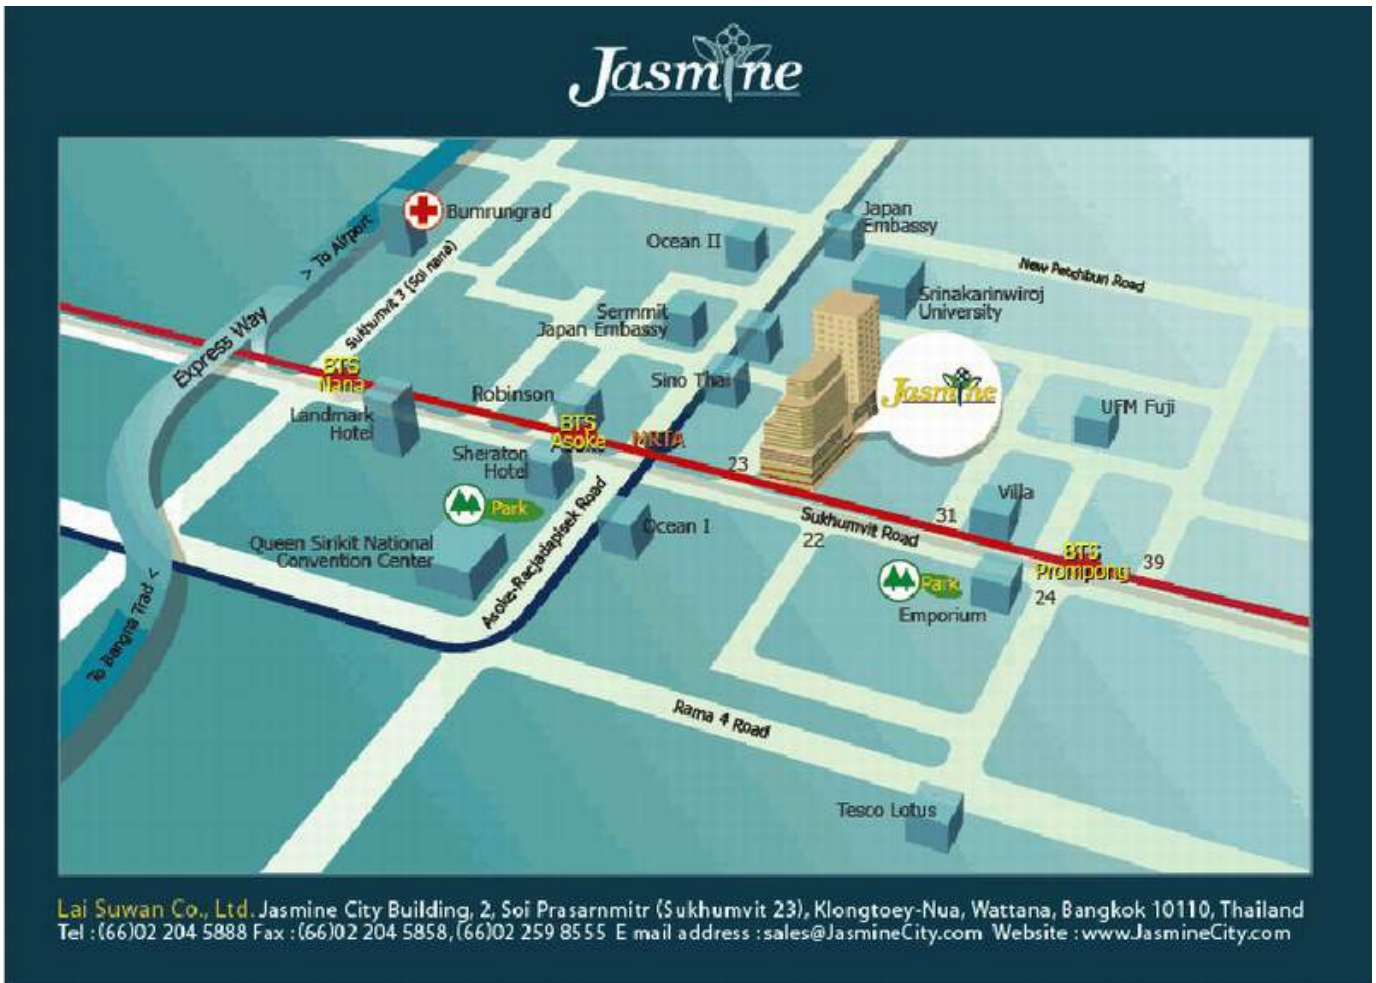 Jasmine
> To Airport
Bumrungrad
Sukhumvit 3 (Soi nana)
Express Way
Ocean II
Japan
Embassy
New Petchburi Road
Srinakarinwiroj
University
Sermmit
Japan Embassy
BTS
Nana
Landmark
Hotel
Robinson
Sino Thai
Jasmine
UFM Fuji
BTS
Asoke
MRTA
Sheraton
Hotel
23
Park
Villa
Ocean I
Sukhumvit Road
31
22
Queen Sirikit National
Convention Center
Asoke-Racjadapisek Road
BTS
Prompong
39
Park
24
Emporium
To Bangna Trad <
Rama 4 Road
Tesco Lotus
Lai Suwan Co., Ltd. Jasmine City Building, 2, Soi Prasarnmitr (Sukhumvit 23), Klongtoey-Nua, Wattana, Bangkok 10110, Thailand
Tel : (66)02 204 5888 Fax : (66)02 204 5858, (66)02 259 8555 E mail address : sales@JasmineCity.com Website : www.JasmineCity.com